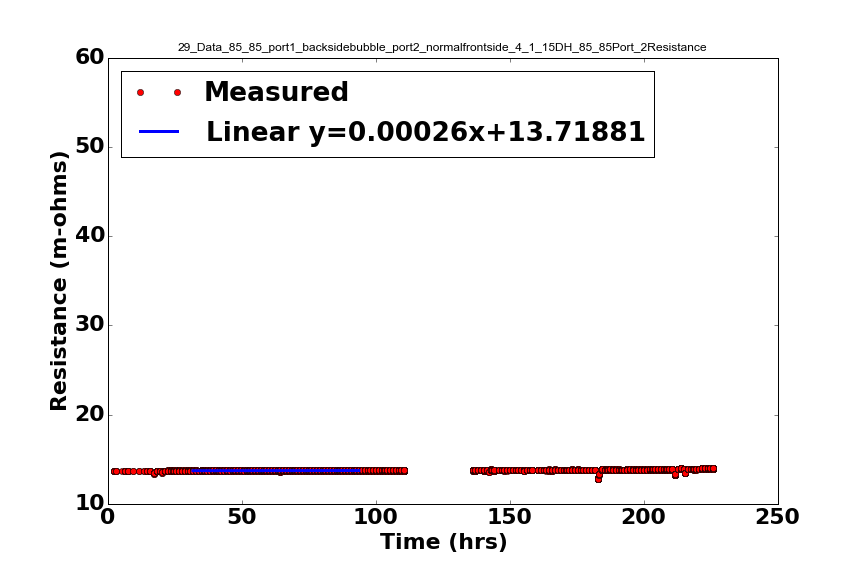 29_Data_85_85_port1_backsidebubble_port2_normalfrontside_4_1_15DH_85_85Port_2Resistance
60
Measured
Linear y=0.00026x+13.71881
50
40
30
20
10
Resistance (m-ohms)
0 50 100 150 200 250
Time (hrs)